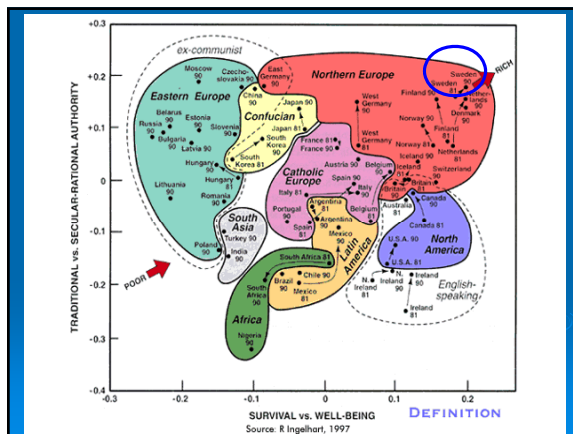 +0.3
+0.2
+0.1
0
-0.1
-0.2
-0.3
-0.4
TRADITIONAL vs. SECULAR-RATIONAL AUTHORITY
ex-communist
Moscow
90
Czecho-
slovakia
90
East
Germany
90
China
90
Northern Europe
Sweden
90
Sweden
81
RICH
Finland 90
Nether-
lands
90
Denmark
90
Eastern Europe
Belarus
90
Estonia
90
Russia
90
Bulgaria
90
Latvia 90
Slovenia
90
Confucian
Japan 90
Japan 81
South
Korea
90
South
Korea 81
West
Germany
90
West
Germany
81
Norway
90
Norway 81
Finland
81
Netherlands
81
France 81
France 90
Catholic
Europe
Austria 90
Belgium
90
Spain 90
Italy
90
Italy 81
Iceland
90
Iceland
81
Switzerland
90
Britain
90
Britain
81
Hungary
90
Hungary
81
Lithuania
90
Romania
90
Poland
90
South
Asia
Turkey 90
India
90
Portugal
90
Spain
81
Argentina
81
Argentina
90
Mexico
90
Belgium
81
Latin
America
Australia
81
Canada
90
Canada 81
U.S.A. 90
U.S.A. 81
North
America
POOR
South Africa 81
South
Africa
90
Brazil
90
Chile 90
Mexico
81
Africa
Nigeria
90
N.
Ireland
81
N.
Ireland
90
Ireland
90
Ireland
81
English-
speaking
-0.2
-0.1
0
+0.1
+0.2
SURVIVAL vs. WELL-BEING
DEFINITION
Source: R Ingelhart, 1997